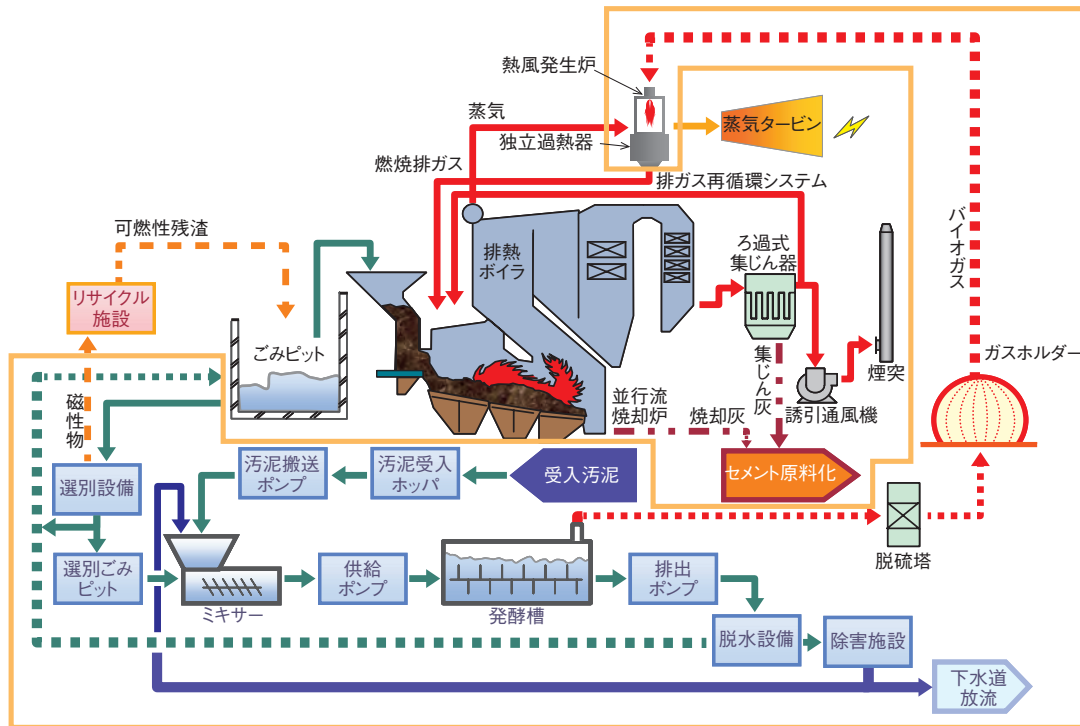 熱風発生炉
蒸気
蒸気タービン
独立過熱器
燃焼排ガス
排ガス再循環システム
可燃性残渣
排熱
ボイラ
ろ過式
集じん器
バイオガス
リサイクル
施設
ごみピット
ガスホルダー
集じん灰
煙突
誘引通風機
磁性物
並行流
焼却炉
焼却灰
汚泥搬送
ポンプ
汚泥受入
ホッパ
受入汚泥
セメント原料化
選別設備
脱硫塔
選別ごみ
ピット
ミキサー
供給
ポンプ
発酵槽
排出
ポンプ
脱水設備
除害施設
下水道
放流